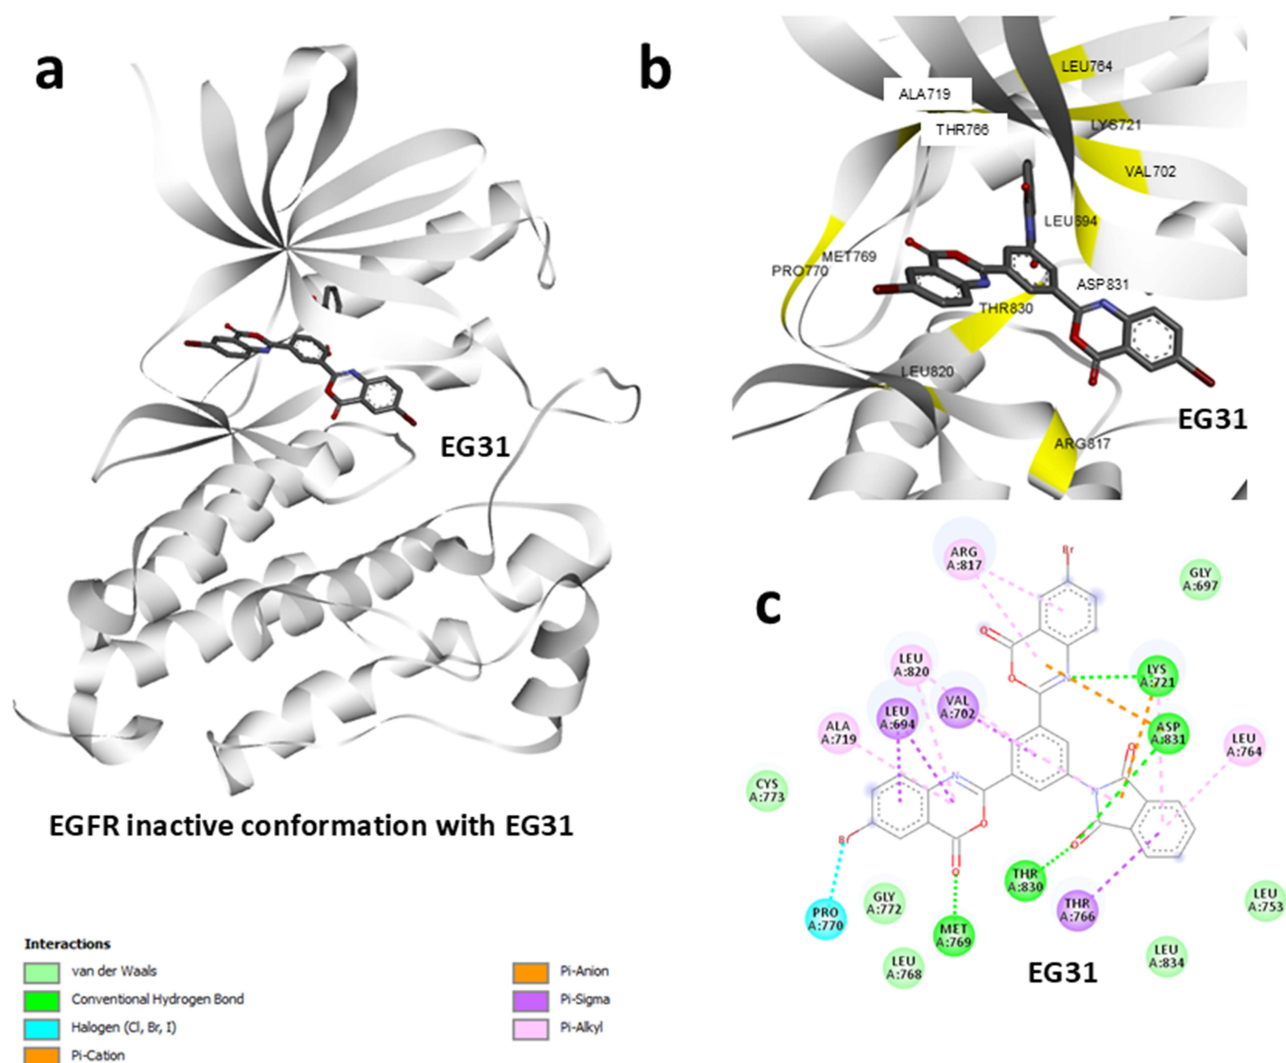 a
EG31
EGFR inactive conformation with EG31
b
LEU764
ALA719
THR766
LYS721
VAL702
LEU694
MET769
PRO770
ASP831
THR830
LEU820
EG31
ARG817
c
ARG
A:817
Br
GLY
A:697
O
LEU
A:820
LYS
A:721
O
N
LEU
A:694
VAL
A:702
ALA
A:719
ASP
A:831
LEU
A:764
O
CYS
A:773
N
N
O
Br
O
O
THR
A:830
PRO
A:770
GLY
A:772
MET
A:769
THR
A:766
LEU
A:753
LEU
A:768
LEU
A:834
EG31
Interactions
van der Waals
Conventional Hydrogen Bond
Halogen (Cl, Br, I)
Pi-Cation
Pi-Anion
Pi-Sigma
Pi-Alkyl